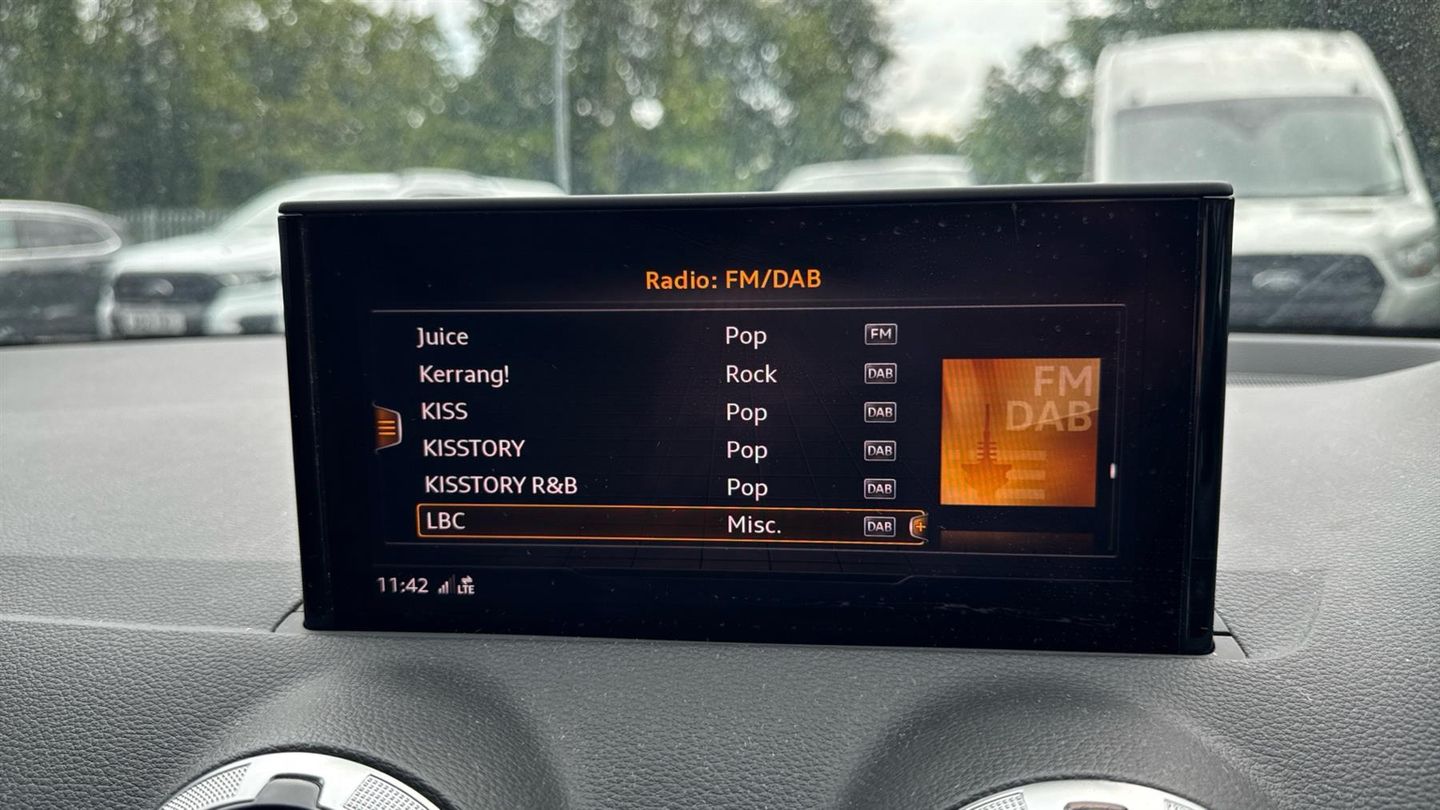 Radio: FM/DAB
Juice Pop FM
Kerrang! Rock DAB
KISS Pop DAB
KISSTORY Pop DAB
KISSTORY R&B Pop DAB
LBC Misc. DAB
FM
DAB
11:42 LTE